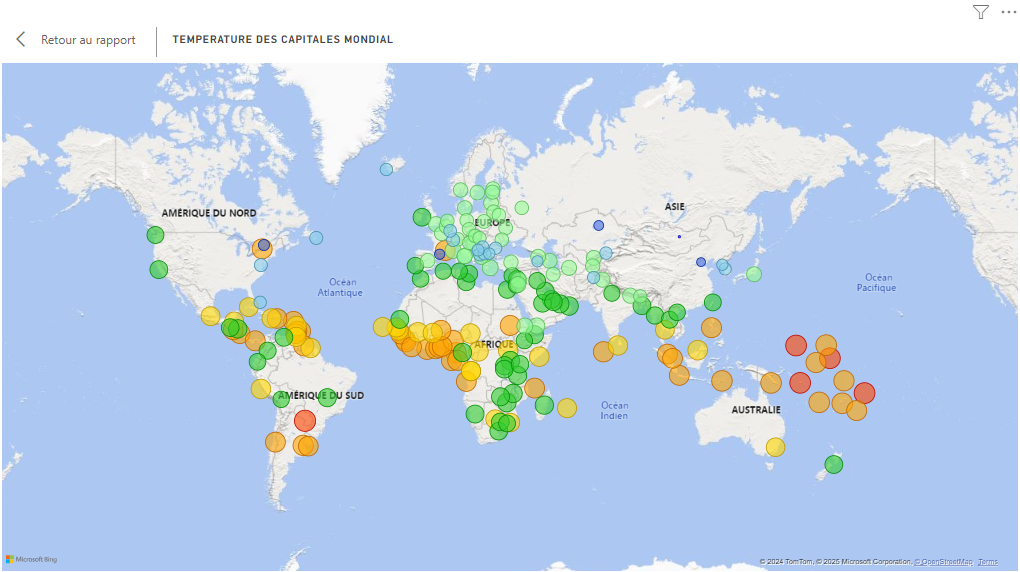 Retour au rapport
TEMPERATURE DES CAPITALES MONDIAL
AMÉRIQUE DU NORD
EUROPE
ASIE
Océan
Atlantique
Océan
Pacifique
AFRIQUE
AMÉRIQUE DU SUD
Océan
Indien
AUSTRALIE
Microsoft Bing
© 2024 TomTom, © 2025 Microsoft Corporation, © OpenStreetMap Terms